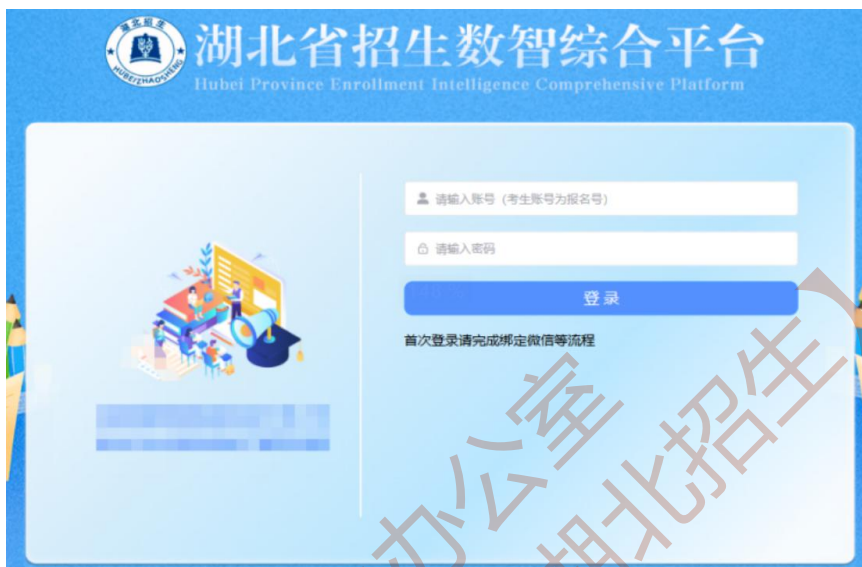 湖北招生
HUBEIZHAOSHENG
湖北省招生数智综合平台
Hubei Province Enrollment Intelligence Comprehensive Platform
请输入账号（考生账号为报名号）
请输入密码
登录
首次登录请完成绑定微信等流程
办公室
湖北招生】